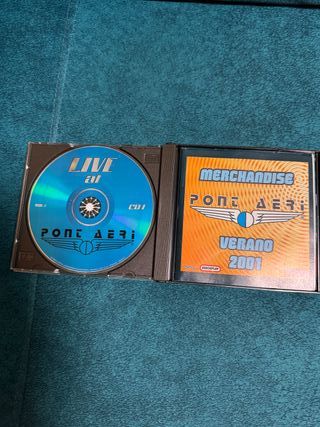 LIVE
at
CD 1
PONT AERI
MERCHANDISE
PONT AERI
VERANO
2001